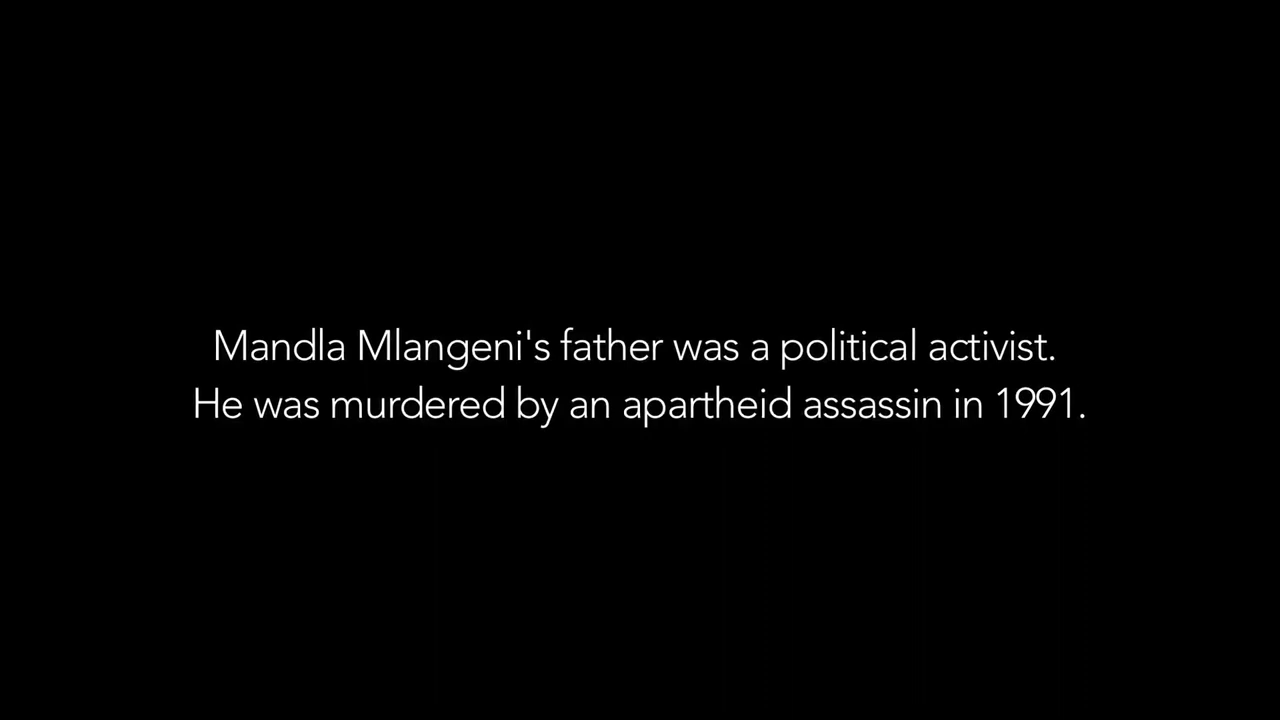 Mandla Mlangeni's father was a political activist.
He was murdered by an apartheid assassin in 1991.